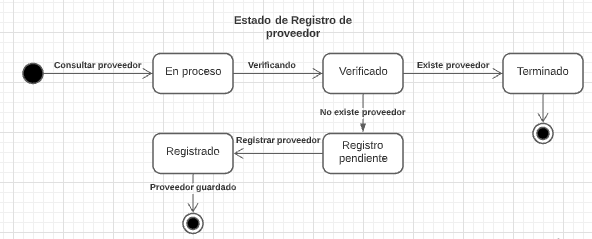 Estado de Registro de
proveedor
Consultar proveedor
En proceso
Verificando
Verificado
Existe proveedor
Terminado
No existe proveedor
Registro
pendiente
Registrar proveedor
Registrado
Proveedor guardado